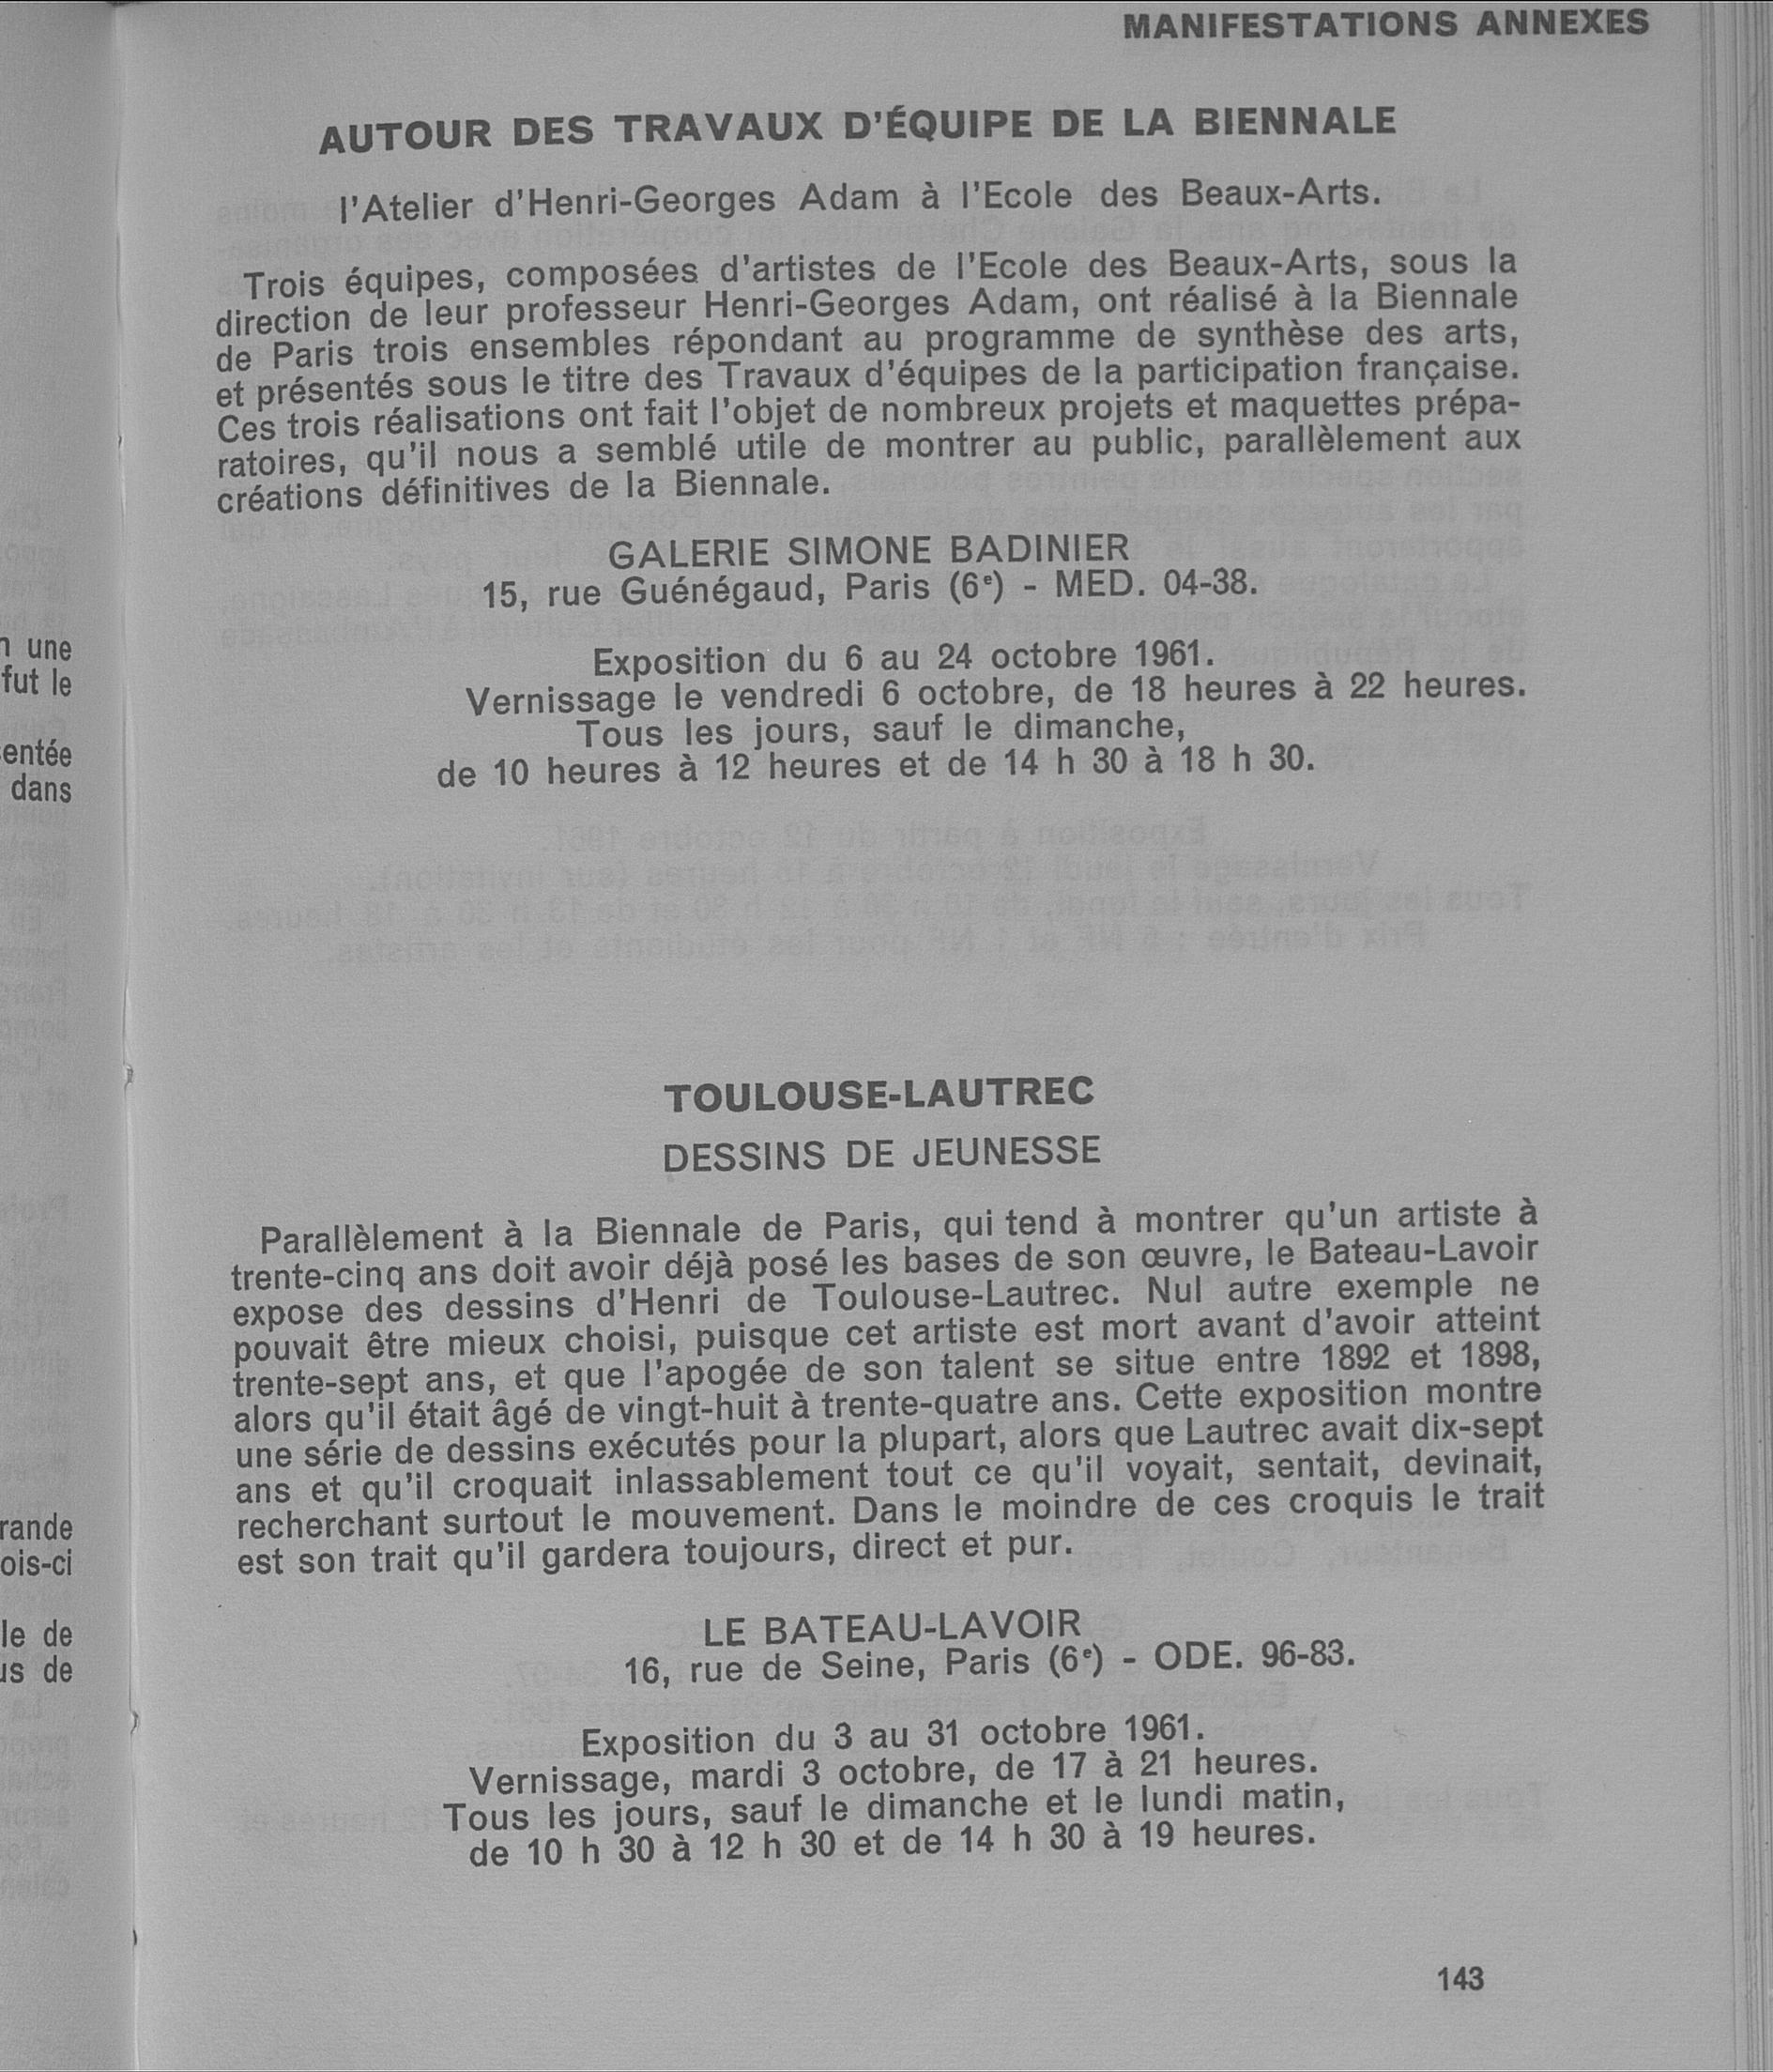 MANIFESTATIONS ANNEXES
AUTOUR DES TRAVAUX D'ÉQUIPE DE LA BIENNALE
l'Atelier d'Henri-Georges Adam à l'Ecole des Beaux-Arts.
Trois équipes, composées d'artistes de l'Ecole des Beaux-Arts, sous la
direction de leur professeur Henri-Georges Adam, ont réalisé à la Biennale
de Paris trois ensembles répondant au programme de synthèse des arts,
et présentés sous le titre des Travaux d'équipes de la participation française.
Ces trois réalisations ont fait l'objet de nombreux projets et maquettes prépa-
ratoires, qu'il nous a semblé utile de montrer au public, parallèlement aux
créations définitives de la Biennale.
GALERIE SIMONE BADINIER
15, rue Guénégaud, Paris (6e) - MED. 04-38.
Exposition du 6 au 24 octobre 1961.
Vernissage le vendredi 6 octobre, de 18 heures à 22 heures.
Tous les jours, sauf le dimanche,
de 10 heures à 12 heures et de 14 h 30 à 18 h 30.
TOULOUSE-LAUTREC
DESSINS DE JEUNESSE
Parallèlement à la Biennale de Paris, qui tend à montrer qu'un artiste à
trente-cinq ans doit avoir déjà posé les bases de son œuvre, le Bateau-Lavoir
expose des dessins d'Henri de Toulouse-Lautrec. Nul autre exemple ne
pouvait être mieux choisi, puisque cet artiste est mort avant d'avoir atteint
trente-sept ans, et que l'apogée de son talent se situe entre 1892 et 1898,
alors qu'il était âgé de vingt-huit à trente-quatre ans. Cette exposition montre
une série de dessins exécutés pour la plupart, alors que Lautrec avait dix-sept
ans et qu'il croquait inlassablement tout ce qu'il voyait, sentait, devinait,
recherchant surtout le mouvement. Dans le moindre de ces croquis le trait
est son trait qu'il gardera toujours, direct et pur.
LE BATEAU-LAVOIR
16, rue de Seine, Paris (6e) - ODE. 96-83.
Exposition du 3 au 31 octobre 1961.
Vernissage, mardi 3 octobre, de 17 à 21 heures.
Tous les jours, sauf le dimanche et le lundi matin,
de 10 h 30 à 12 h 30 et de 14 h 30 à 19 heures.
143
une
fut le
dans
de
de